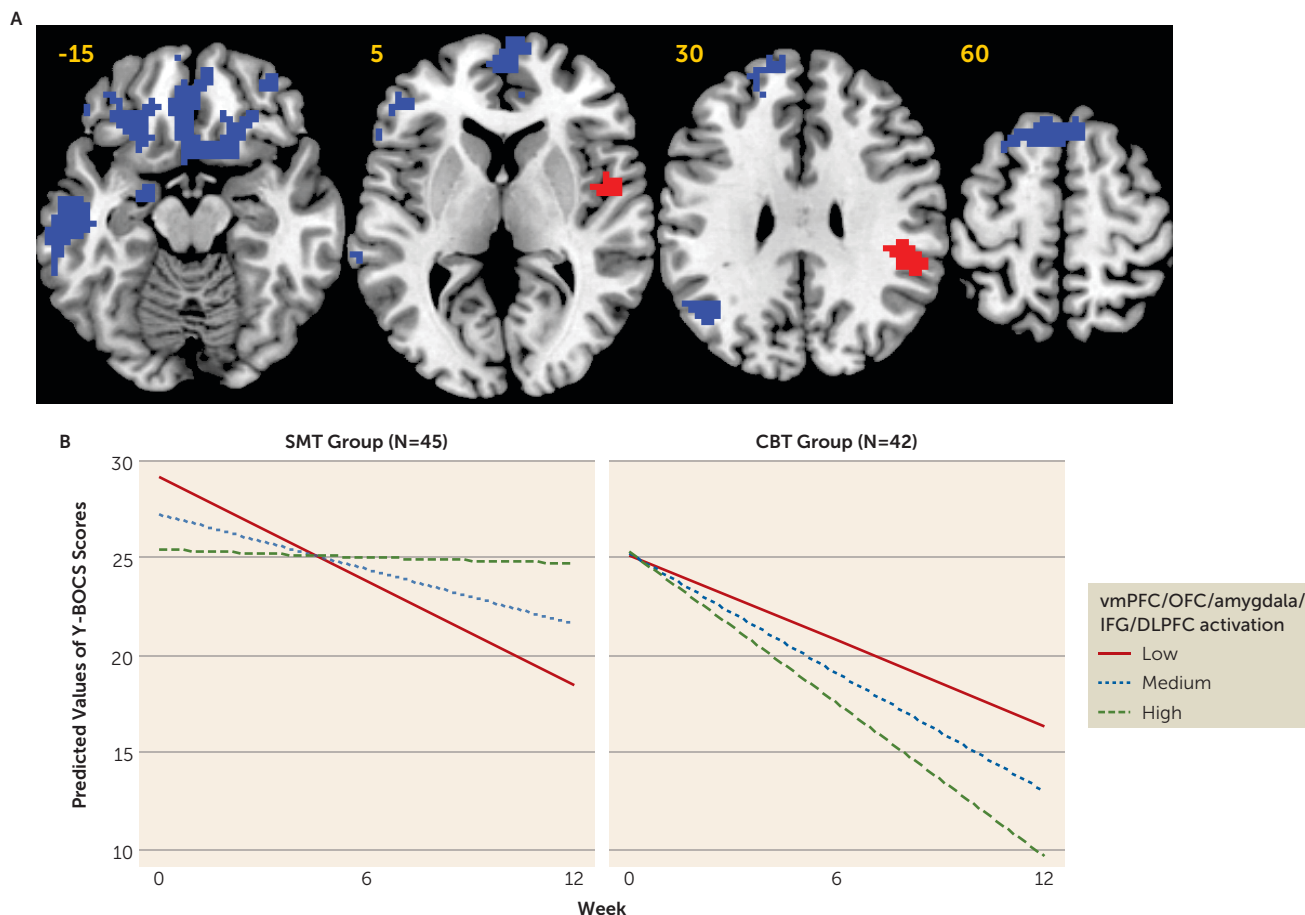 A
-15
5
30
60
B
SMT Group (N=45)
CBT Group (N=42)
Predicted Values of Y-BOCS Scores
30
25
20
15
10
0
6
12
0
6
12
Week
vmPFC/OFC/amygdala/
IFG/DLPFC activation
Low
Medium
High